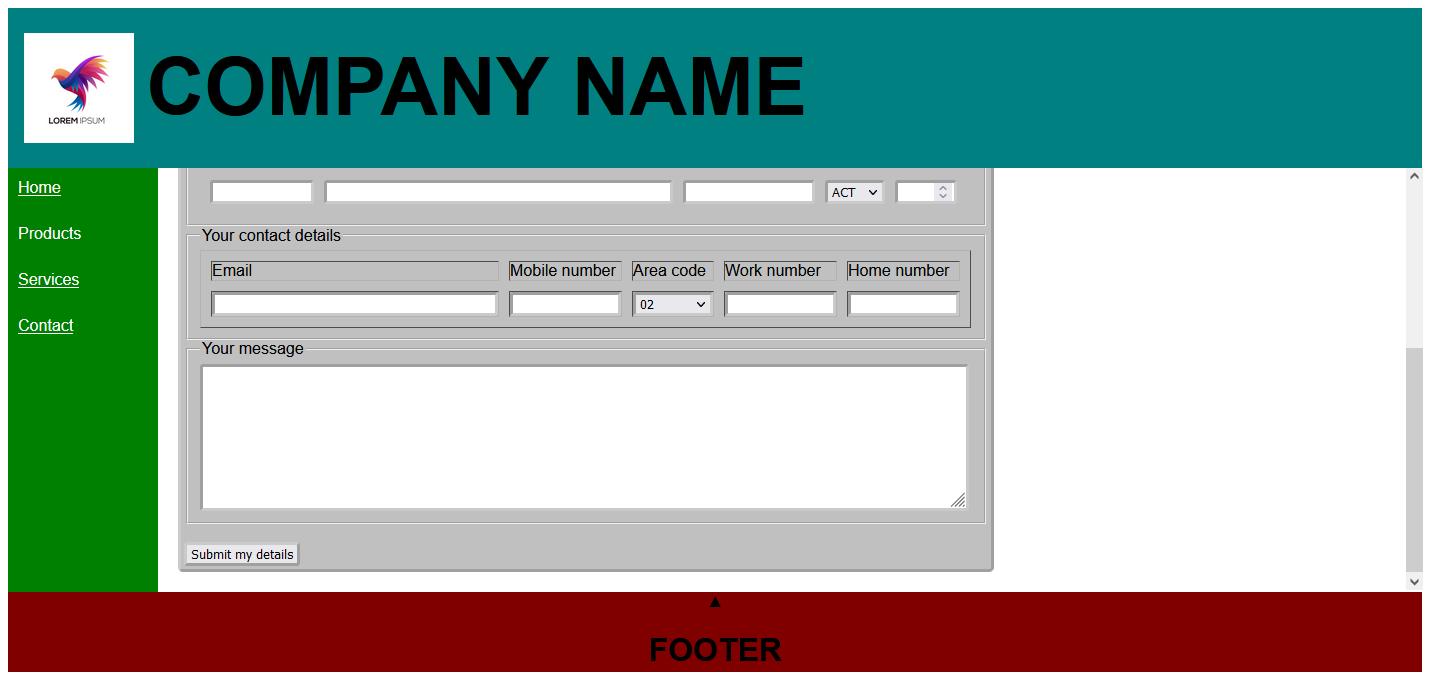 COMPANY NAME
LOREM IPSUM
Home
Products
Services
Contact
ACT
Your contact details
Email Mobile number Area code Work number Home number
02
Your message
Submit my details
▲
FOOTER